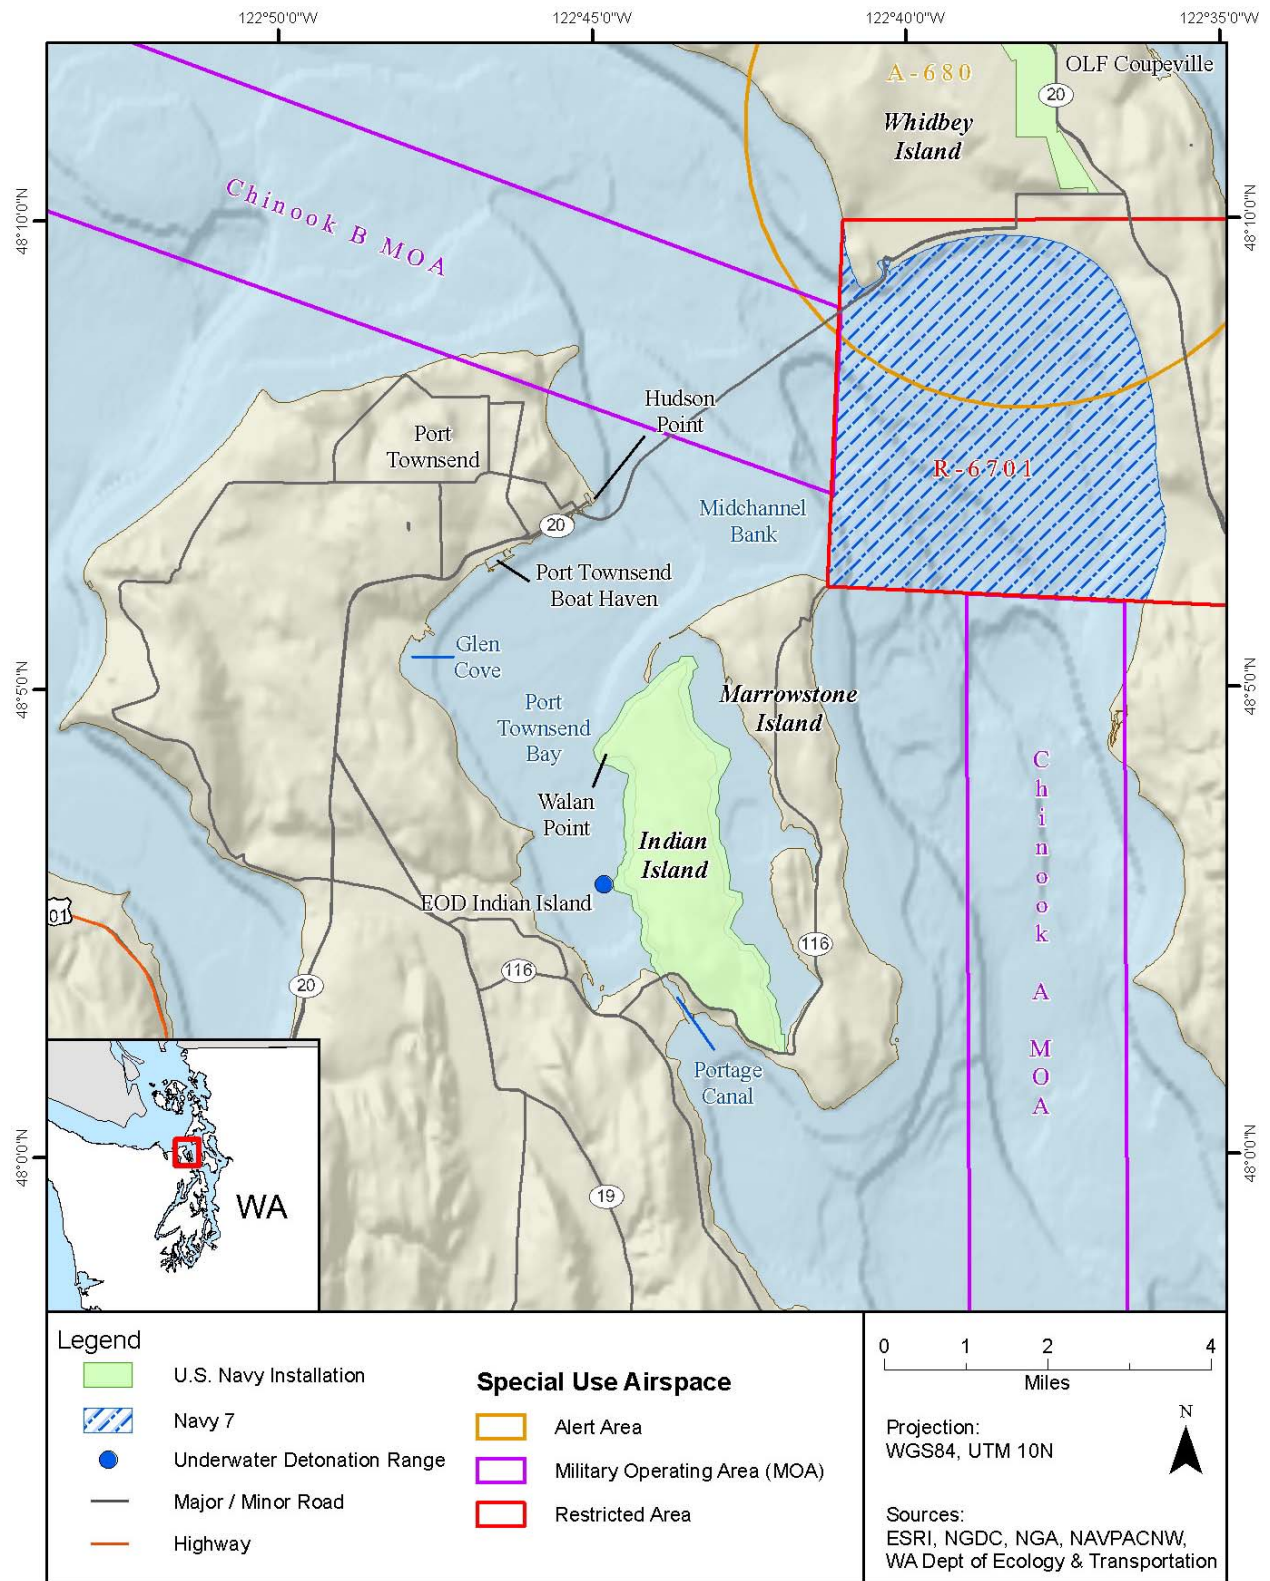 122°50'0"W
122°45'0"W
122°40'0"W
122°35'0"W
48°10'0"N
48°5'0"N
48°0'0"N
48°10'0"N
48°5'0"N
48°0'0"N
A-680
OLF Coupeville
20
Whidbey
Island
Chinook B MOA
Hudson
Point
Port
Townsend
R-6701
Midchannel
Bank
20
Port Townsend
Boat Haven
Glen
Cove
Marrowstone
Island
Port
Townsend
Bay
Walan
Point
Indian
Island
Chinook A MOA
EOD Indian Island
01
116
116
20
Portage
Canal
19
WA
Legend
U.S. Navy Installation
Navy 7
Underwater Detonation Range
Major / Minor Road
Highway
Special Use Airspace
Alert Area
Military Operating Area (MOA)
Restricted Area
0 1 2 4
Miles
Projection:
WGS84, UTM 10N
N
Sources:
ESRI, NGDC, NGA, NAVPACNW,
WA Dept of Ecology & Transportation